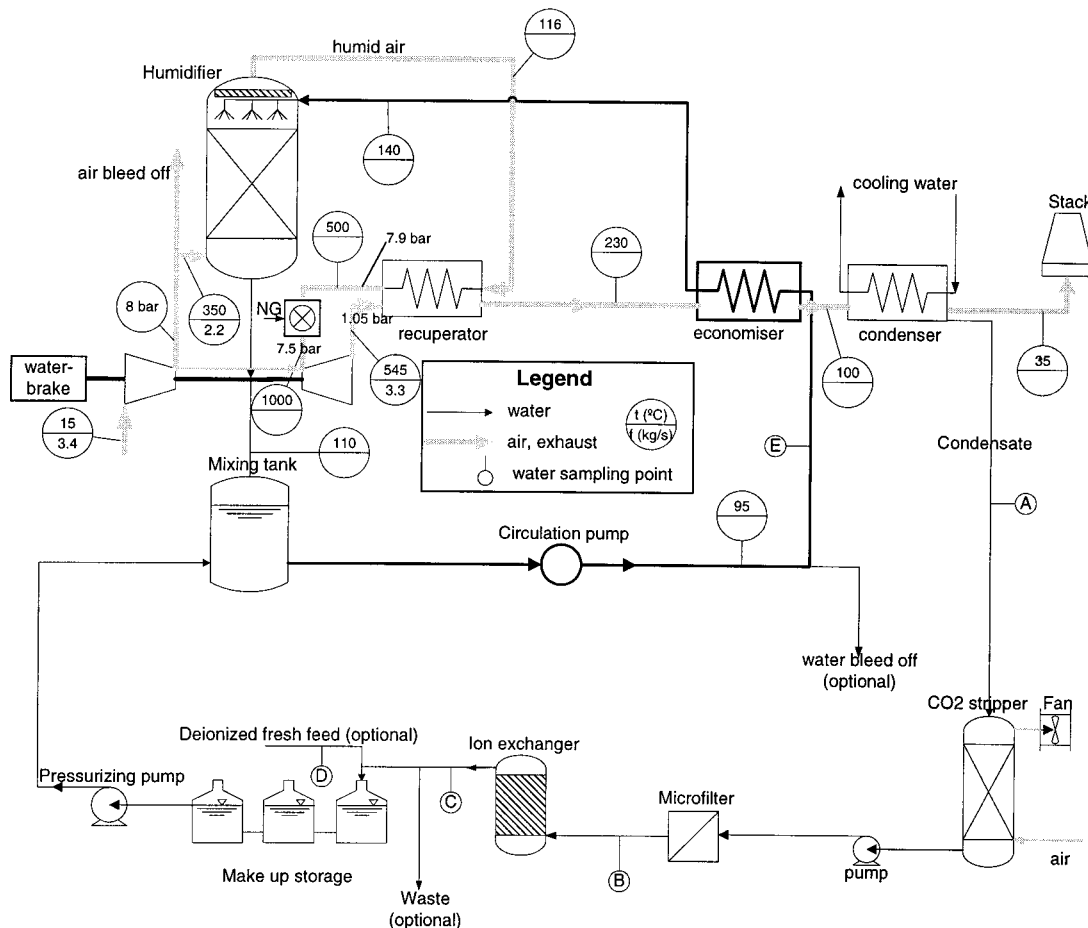 116
humid air
Humidifier
140
air bleed off
cooling water
Stack
500
7.9 bar
230
8 bar
350
2.2
NG
1.05 bar
recuperator
economiser
condenser
7.5 bar
water-
brake
545
3.3
Legend
water
t (ºC)
f (kg/s)
air, exhaust
water sampling point
100
35
1000
15
3.4
110
E
Condensate
Mixing tank
A
95
Circulation pump
water bleed off
(optional)
CO2 stripper
Fan
Deionized fresh feed (optional)
Ion exchanger
D
Pressurizing pump
C
Microfilter
B
pump
air
Make up storage
Waste
(optional)